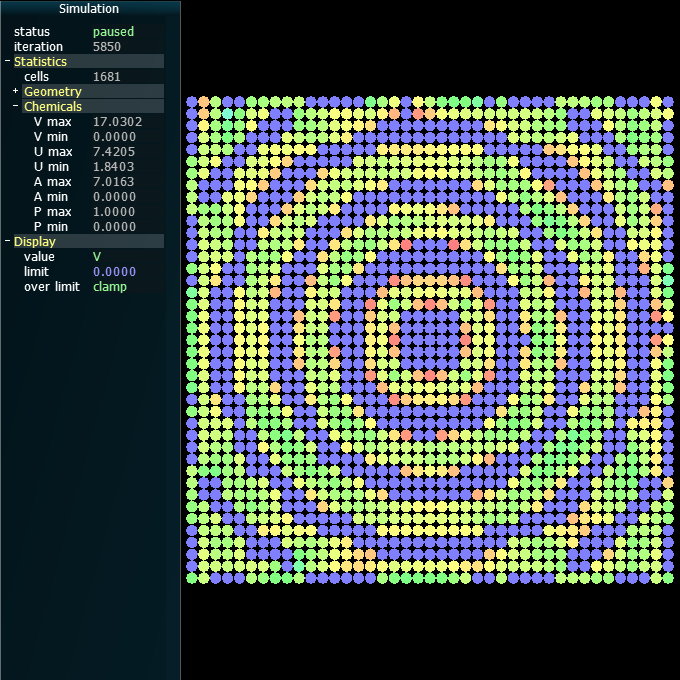 Simulation
status paused
iteration 5850
- Statistics
cells 1681
+ Geometry
- Chemicals
V max 17.0302
V min 0.0000
U max 7.4205
U min 1.8403
A max 7.0163
A min 0.0000
P max 1.0000
P min 0.0000
- Display
value V
limit 0.0000
over limit clamp